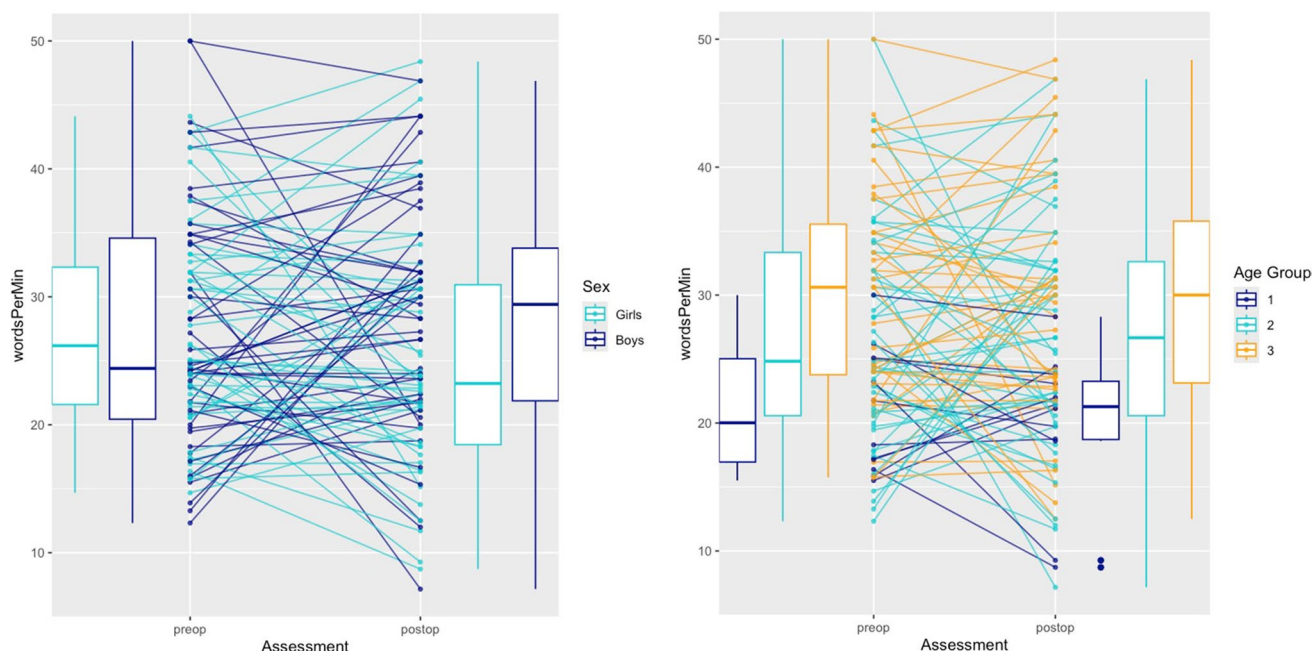 50
40
30
20
10
wordsPerMin
preop
postop
Assessment
Sex
Girls
Boys
50
40
30
20
10
wordsPerMin
preop
postop
Assessment
Age Group
1
2
3